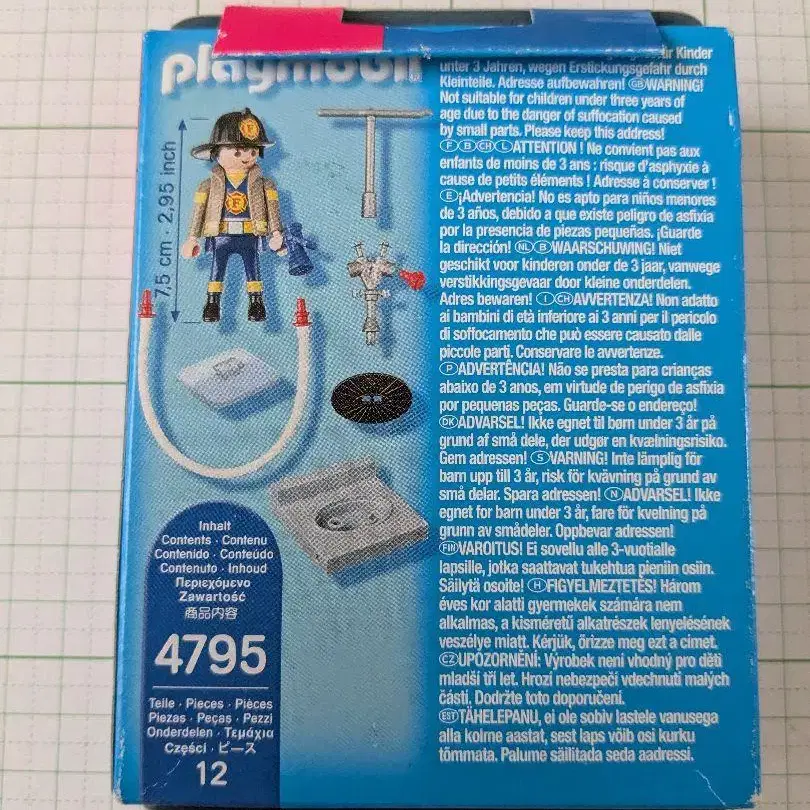 playmobil
für Kinder
unter 3 Jahren, wegen Erstickungsgefahr durch
Kleinteile. Adresse aufbewahren! GB WARNING!
Not suitable for children under three years of
age due to the danger of suffocation caused
by small parts. Please keep this address!
F B CH L ATTENTION ! Ne convient pas aux
enfants de moins de 3 ans : risque d'asphyxie à
cause de petits éléments ! Adresse à conserver !
E ¡Advertencia! No es apto para niños menores
de 3 años, debido a que existe peligro de asfixia
por la presencia de piezas pequeñas. ¡Guarde
la dirección! NL B WAARSCHUWING! Niet
geschikt voor kinderen onder de 3 jaar, vanwege
verstikkingsgevaar door kleine onderdelen.
Adres bewaren! I CH AVVERTENZA! Non adatto
ai bambini di età inferiore ai 3 anni per il pericolo
di soffocamento che può essere causato dalle
piccole parti. Conservare le avvertenze.
P ADVERTÊNCIA! Não se presta para crianças
abaixo de 3 anos, em virtude de perigo de asfixia
por pequenas peças. Guarde-se o endereço!
DK ADVARSEL! Ikke egnet til børn under 3 år på
grund af små dele, der udgør en kvælningsrisiko.
Gem adressen! S VARNING! Inte lämplig för
barn upp till 3 år, risk för kvävning på grund av
små delar. Spara adressen! N ADVARSEL! Ikke
egnet for barn under 3 år, fare for kvelning på
grunn av smådeler. Oppbevar adressen!
FIN VAROITUS! Ei sovellu alle 3-vuotialle
lapsille, jotka saattavat tukehtua pieniin osiin.
Säilytä osoite! H FIGYELMEZTETÉS! Három
éves kor alatti gyermekek számára nem
alkalmas, a kisméretű alkatrészek lenyelésének
veszélye miatt. Kérjük, őrizze meg ezt a címet.
CZ UPOZORNĚNÍ: Výrobek není vhodný pro děti
mladší tří let. Hrozí nebezpečí vdechnutí malých
částí. Dodržte toto doporučení.
EST TÄHELEPANU, ei ole sobiv lastele vanusega
alla kolme aastat, sest laps võib osi kurku
tõmmata. Palume säilitada seda aadressi.
7,5 cm · 2,95 inch
F
F
Inhalt
Contents · Contenu
Contenido · Conteúdo
Contenuto · Inhoud
Περιεχόμενο
Zawartość
商品内容
4795
Teile · Pieces · Pièces
Piezas · Peças · Pezzi
Onderdelen · Τεμάχια
Części · ピース
12